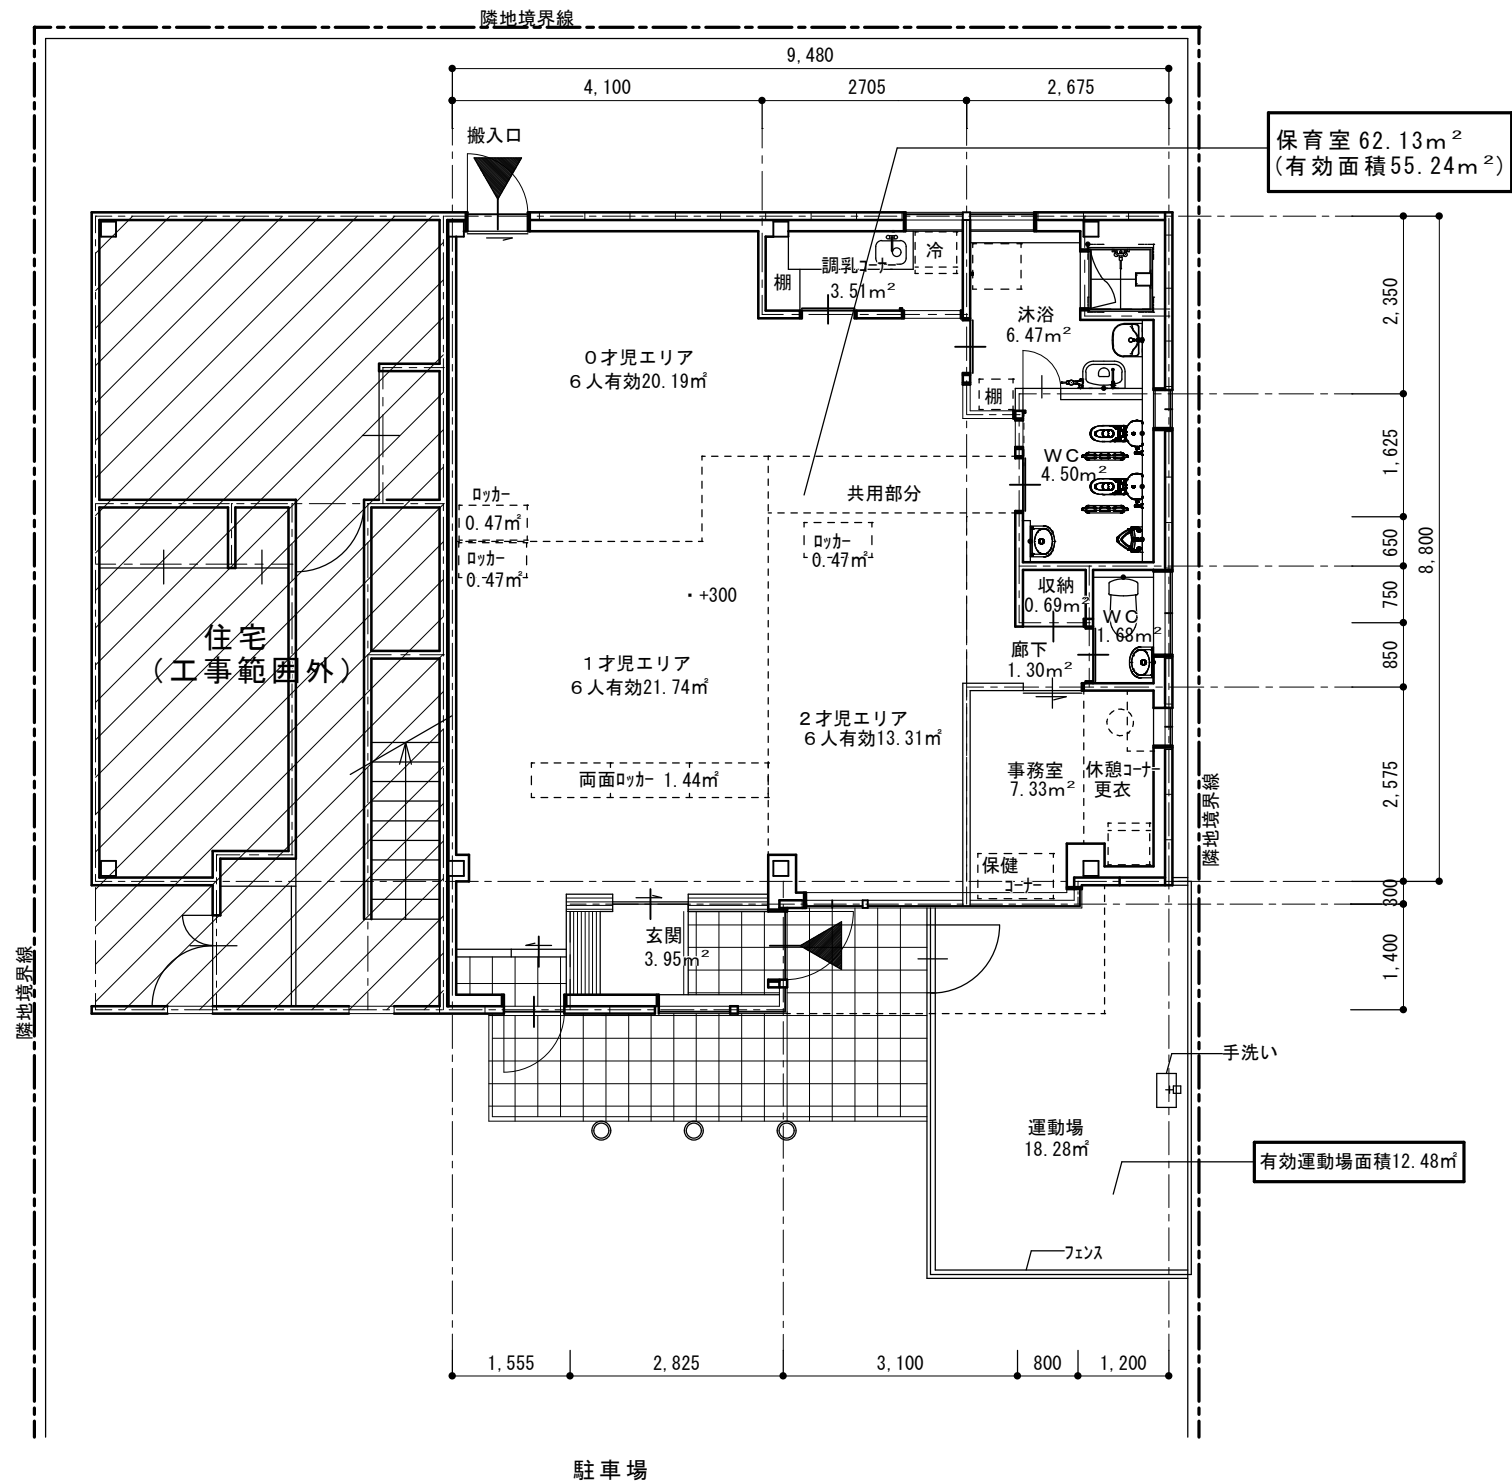 隣地境界線
9,480
4,100
2705
2,675
搬入口
保育室 62.13m²
(有効面積55.24m²)
冷
調乳コーナー
棚
3.51m²
沐浴
6.47m²
2,350
0才児エリア
6人有効20.19㎡
棚
WC
4.50m²
1,625
ロッカー
0.47㎡
共用部分
ロッカー
0.47㎡
ロッカー
0.47㎡
650
8,800
・+300
収納
0.69m²
750
WC
1.68m²
住宅
(工事範囲外)
廊下
1.30m²
850
1才児エリア
6人有効21.74㎡
2才児エリア
6人有効13.31㎡
両面ロッカー 1.44㎡
事務室
7.33m²
休憩コーナー
更衣
2,575
隣地境界線
保健
コーナー
300
玄関
3.95m²
1,400
隣地境界線
手洗い
運動場
18.28㎡
有効運動場面積12.48㎡
フェンス
1,555
2,825
3,100
800
1,200
駐車場